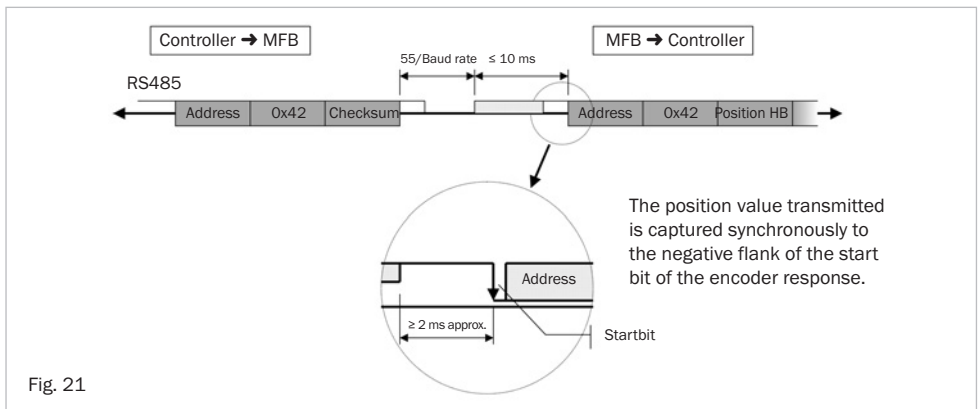 Controller ➔ MFB
MFB ➔ Controller
55/Baud rate
≤ 10 ms
RS485
Address
0x42
Checksum
Address
0x42
Position HB
The position value transmitted
is captured synchronously to
the negative flank of the start
bit of the encoder response.
Address
≥ 2 ms approx.
Startbit
Fig. 21